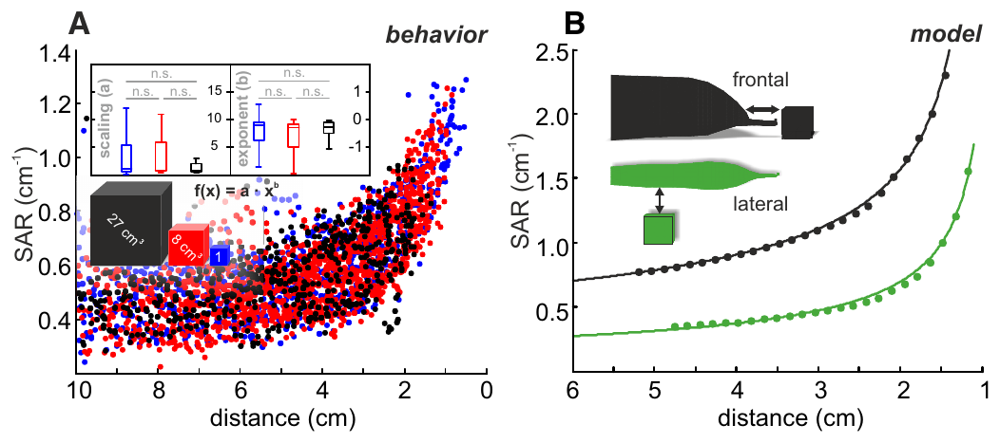 A
behavior
1.4
1.2
1.0
0.8
0.6
0.4
SAR (cm⁻¹)
10
8
6
4
2
0
distance (cm)
n.s.
n.s.
n.s.
scaling (a)
15
10
5
n.s.
n.s.
n.s.
exponent (b)
1
0
-1
f(x) = a · xᵇ
27 cm³
8 cm³
1
B
model
2.5
2.0
1.5
1.0
0.5
SAR (cm⁻¹)
frontal
lateral
6
5
4
3
2
1
distance (cm)